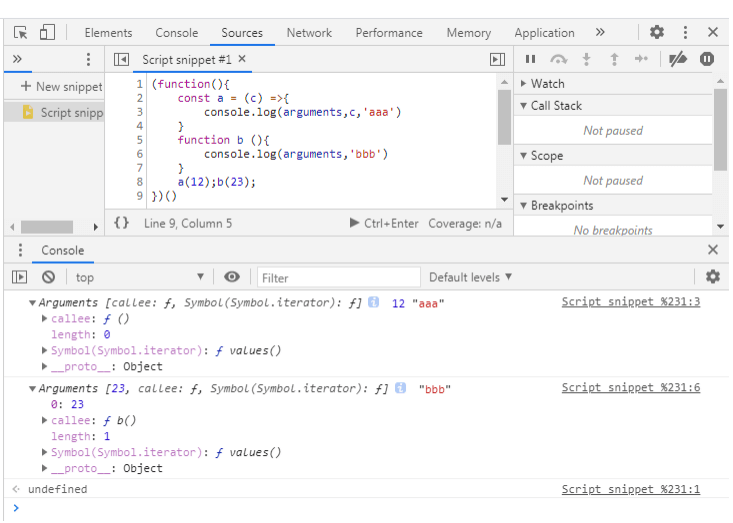 Elements Console Sources Network Performance Memory Application »
» Script snippet #1 ×
+ New snippet
Script snipp
1 (function(){
2 const a = (c) =>{
3 console.log(arguments,c,'aaa')
4 }
5 function b (){
6 console.log(arguments,'bbb')
7 }
8 a(12);b(23);
9 })()
{} Line 9, Column 5 ▶ Ctrl+Enter Coverage: n/a
▶ Watch
▼ Call Stack
Not paused
▼ Scope
Not paused
▼ Breakpoints
No breakpoints
Console ×
top ▼ Filter Default levels ▼
▼Arguments [callee: ƒ, Symbol(Symbol.iterator): ƒ] i 12 "aaa" Script snippet %231:3
▶callee: ƒ ()
length: 0
▶Symbol(Symbol.iterator): ƒ values()
▶__proto__: Object
▼Arguments [23, callee: ƒ, Symbol(Symbol.iterator): ƒ] i "bbb" Script snippet %231:6
0: 23
▶callee: ƒ b()
length: 1
▶Symbol(Symbol.iterator): ƒ values()
▶__proto__: Object
undefined Script snippet %231:1
>